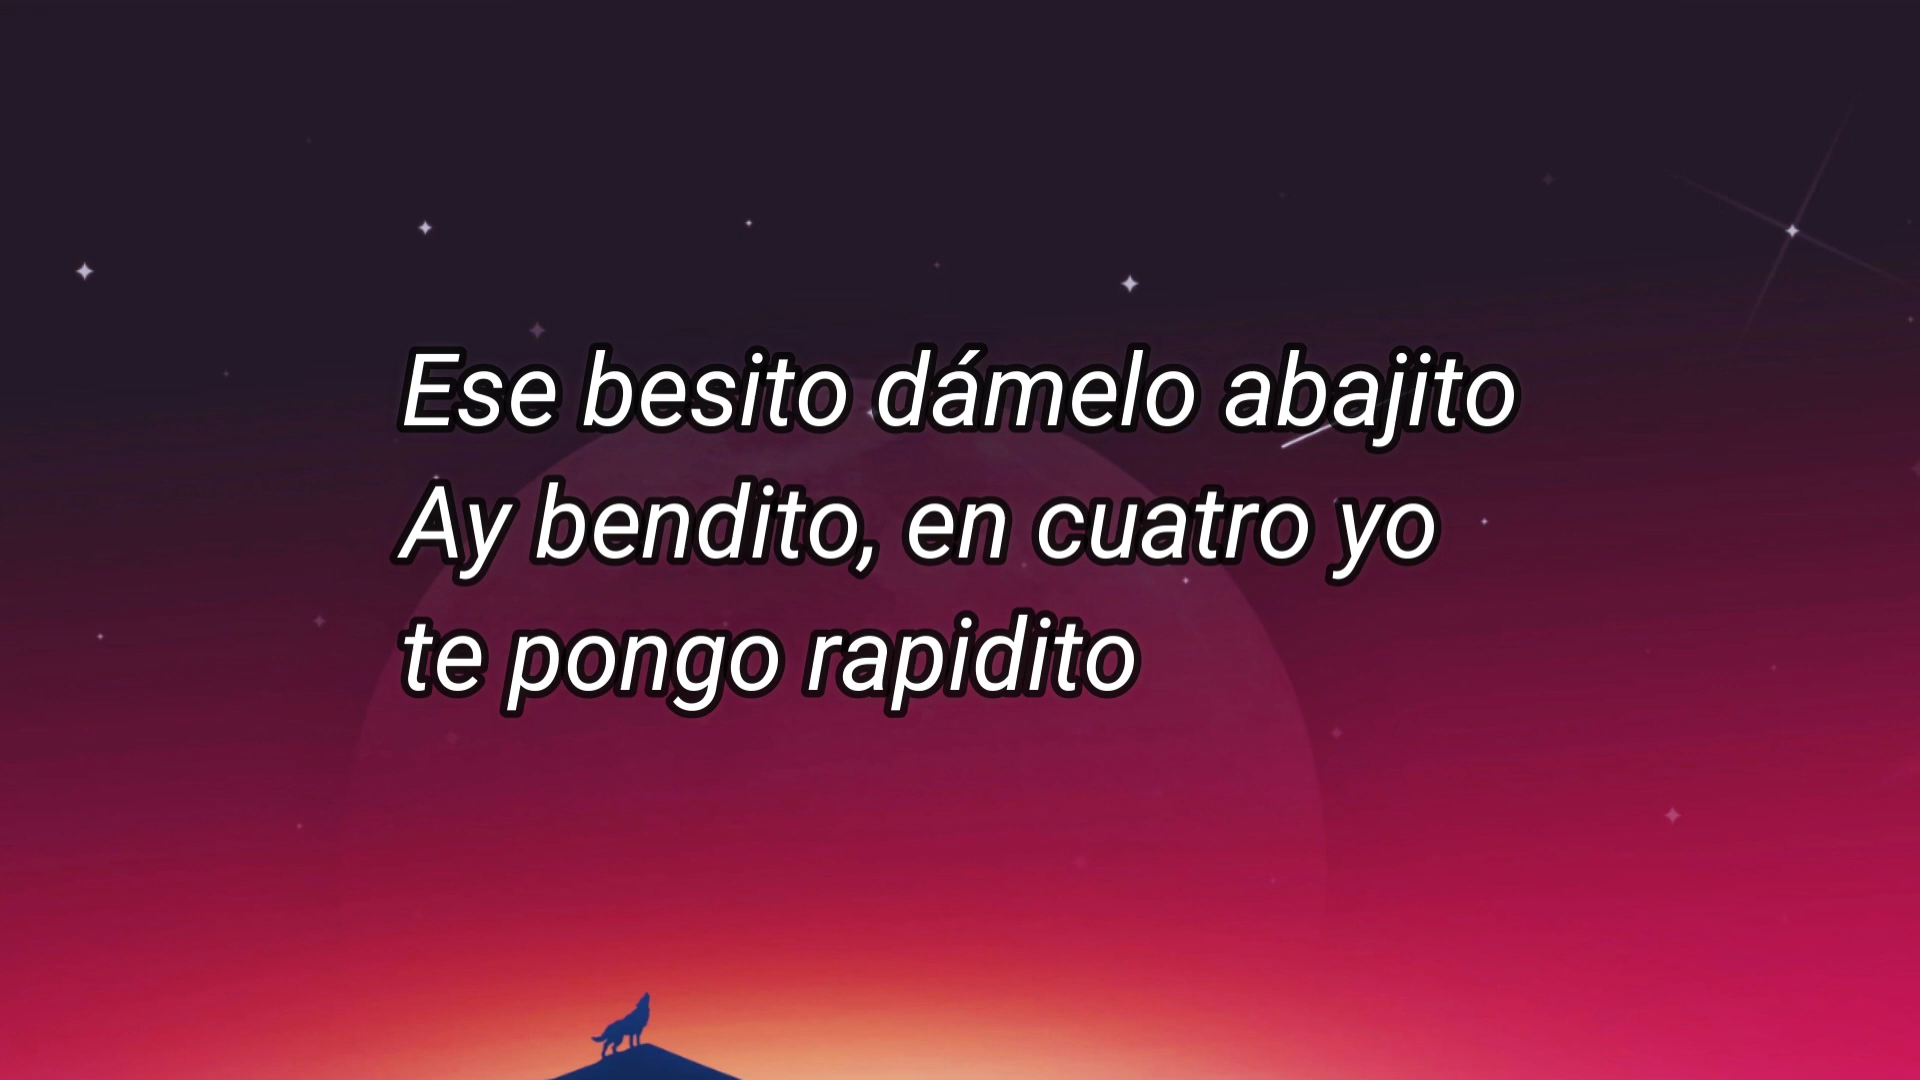 Ese besito dámelo abajito
Ay bendito, en cuatro yo
te pongo rapidito